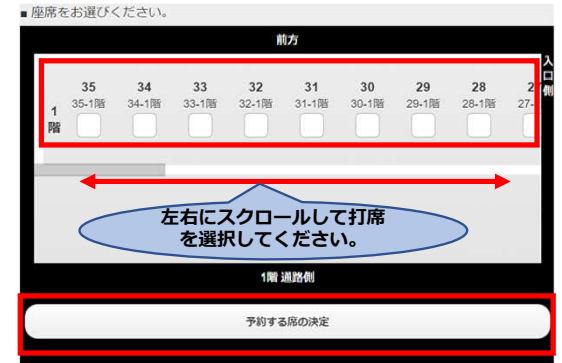 ■ 座席をお選びください。
前方
入口側
35 34 33 32 31 30 29 28 2
35-1階 34-1階 33-1階 32-1階 31-1階 30-1階 29-1階 28-1階 27-
1階
左右にスクロールして打席
を選択してください。
1階 通路側
予約する席の決定